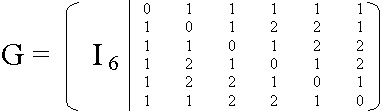 0 1 1 1 1 1
1 0 1 2 2 1
G = ( I₆ 1 1 0 1 2 2
1 2 1 0 1 2
1 2 2 1 0 1
1 1 2 2 1 0 )